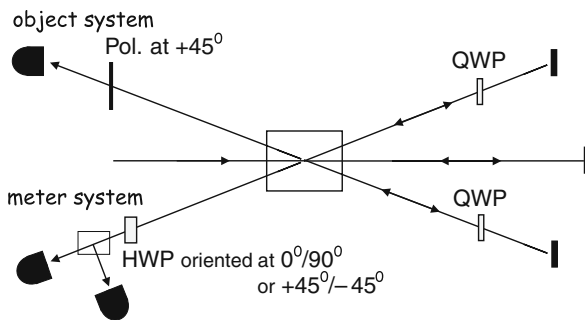 object system
Pol. at +45⁰
QWP
meter system
QWP
HWP oriented at 0⁰/90⁰
or +45⁰/−45⁰